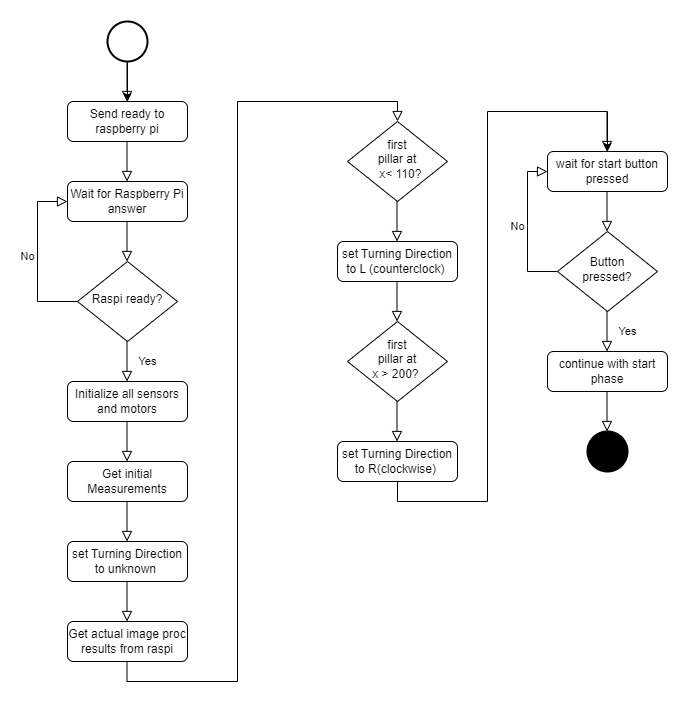 Send ready to
raspberry pi
Wait for Raspberry Pi
answer
No
Raspi ready?
Yes
Initialize all sensors
and motors
Get initial
Measurements
set Turning Direction
to unknown
Get actual image proc
results from raspi
first
pillar at
x< 110?
set Turning Direction
to L (counterclock)
first
pillar at
x > 200?
set Turning Direction
to R(clockwise)
wait for start button
pressed
No
Button
pressed?
Yes
continue with start
phase